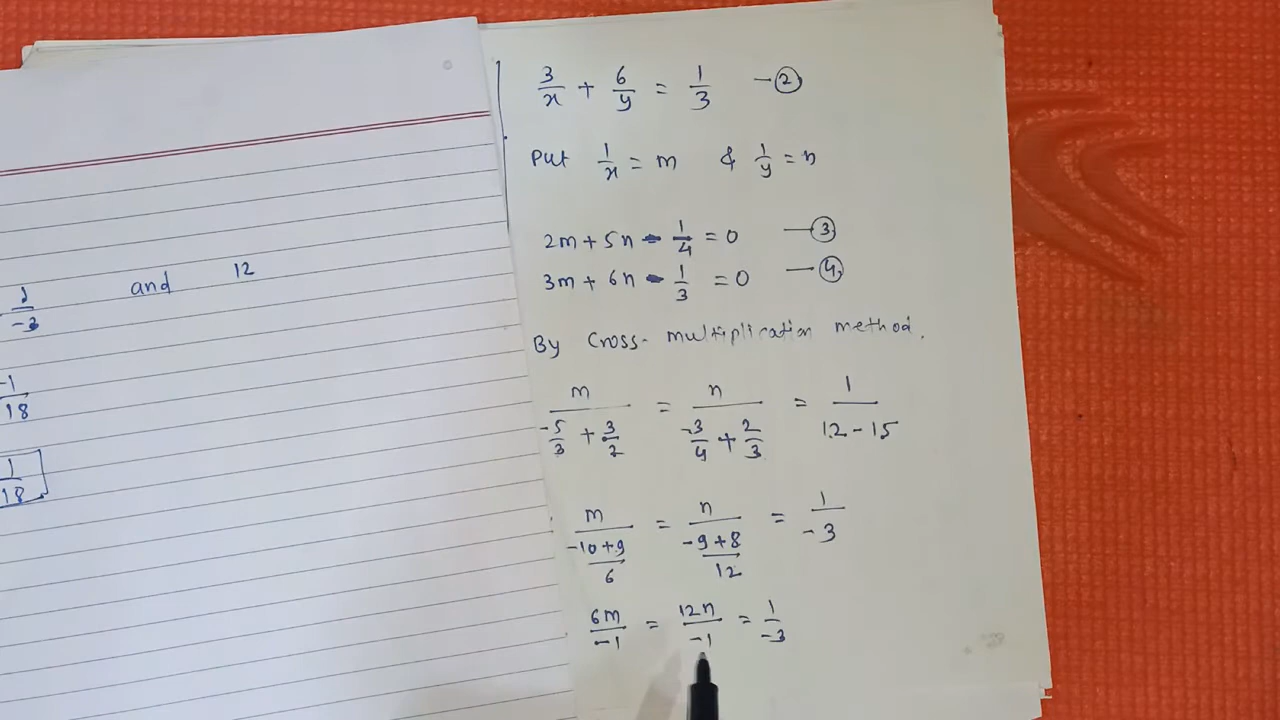 1/-3 and 12
-1/18
1/18
3/x + 6/y = 1/3 —②
Put 1/x = m & 1/y = n
2m + 5n - 1/4 = 0 —③
3m + 6n - 1/3 = 0 —④
By Cross-multiplication method.
m/(-5/3 + 3/2) = n/(-3/4 + 2/3) = 1/(12-15)
m/((-10+9)/6) = n/((-9+8)/12) = 1/-3
6m/-1 = 12n/-1 = 1/-3